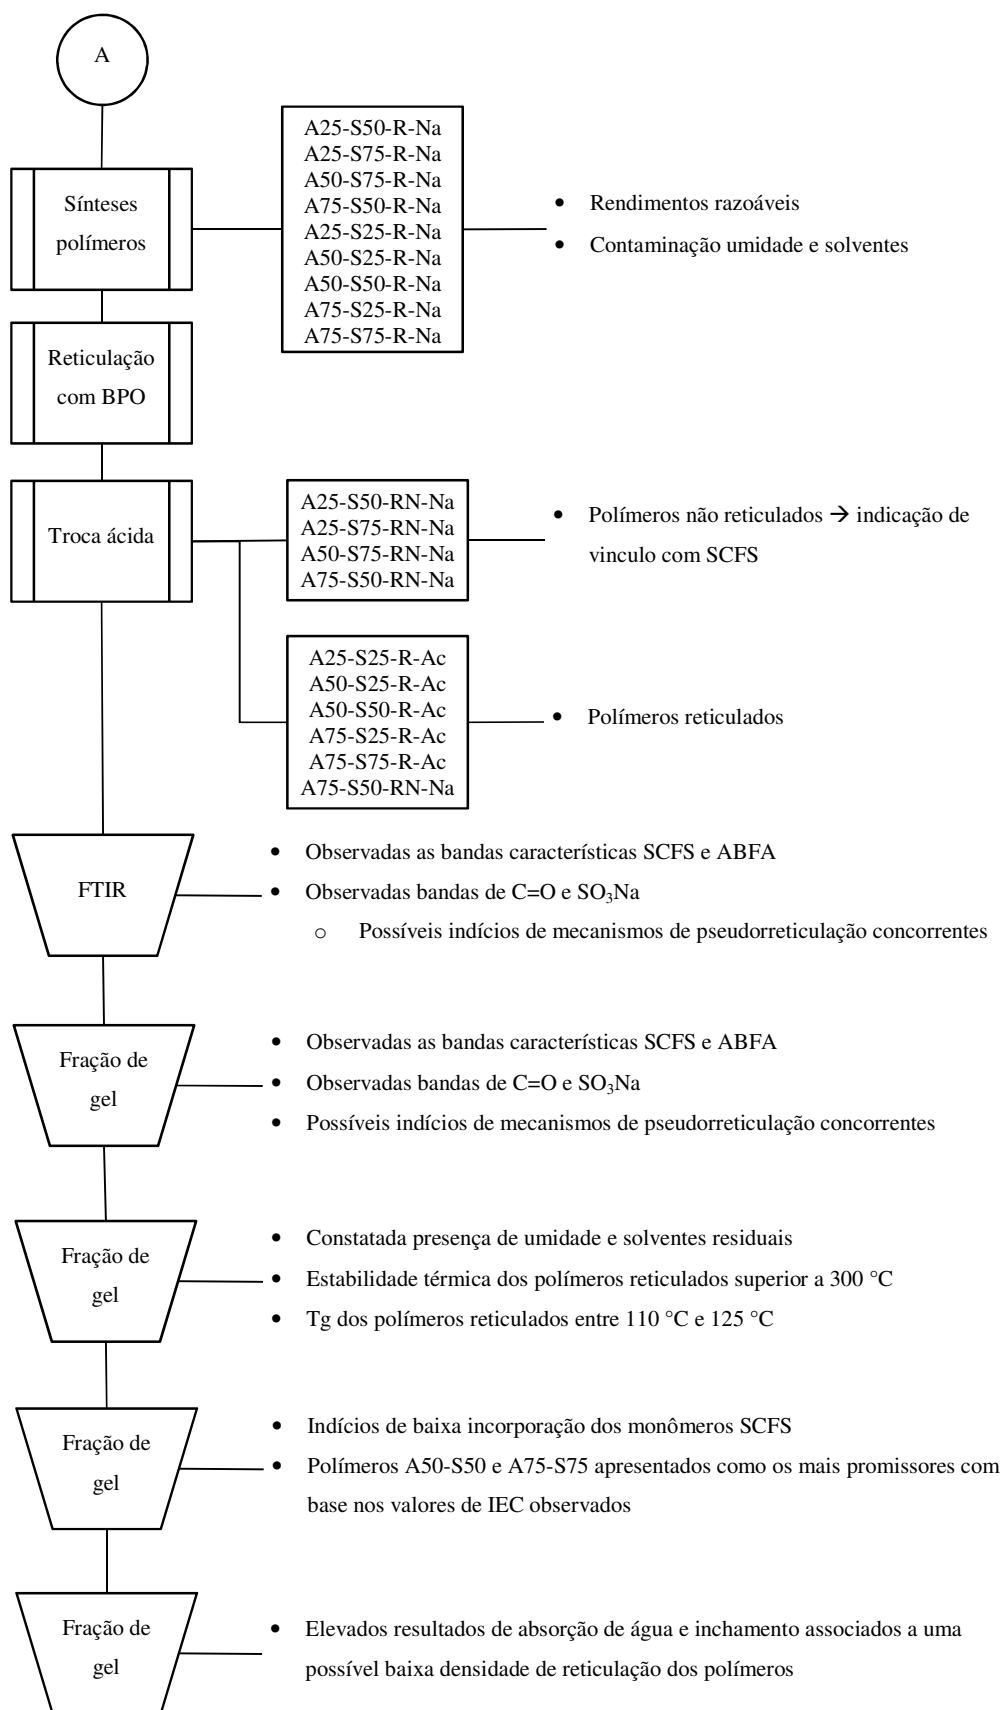 A
Sínteses
polímeros
A25-S50-R-Na
A25-S75-R-Na
A50-S75-R-Na
A75-S50-R-Na
A25-S25-R-Na
A50-S25-R-Na
A50-S50-R-Na
A75-S25-R-Na
A75-S75-R-Na
• Rendimentos razoáveis
• Contaminação umidade e solventes
Reticulação
com BPO
Troca ácida
A25-S50-RN-Na
A25-S75-RN-Na
A50-S75-RN-Na
A75-S50-RN-Na
• Polímeros não reticulados → indicação de
vinculo com SCFS
A25-S25-R-Ac
A50-S25-R-Ac
A50-S50-R-Ac
A75-S25-R-Ac
A75-S75-R-Ac
A75-S50-RN-Na
• Polímeros reticulados
FTIR
• Observadas as bandas características SCFS e ABFA
• Observadas bandas de C=O e SO₃Na
o Possíveis indícios de mecanismos de pseudorreticulação concorrentes
Fração de
gel
• Observadas as bandas características SCFS e ABFA
• Observadas bandas de C=O e SO₃Na
• Possíveis indícios de mecanismos de pseudorreticulação concorrentes
Fração de
gel
• Constatada presença de umidade e solventes residuais
• Estabilidade térmica dos polímeros reticulados superior a 300 °C
• Tg dos polímeros reticulados entre 110 °C e 125 °C
Fração de
gel
• Indícios de baixa incorporação dos monômeros SCFS
• Polímeros A50-S50 e A75-S75 apresentados como os mais promissores com
base nos valores de IEC observados
Fração de
gel
• Elevados resultados de absorção de água e inchamento associados a uma
possível baixa densidade de reticulação dos polímeros